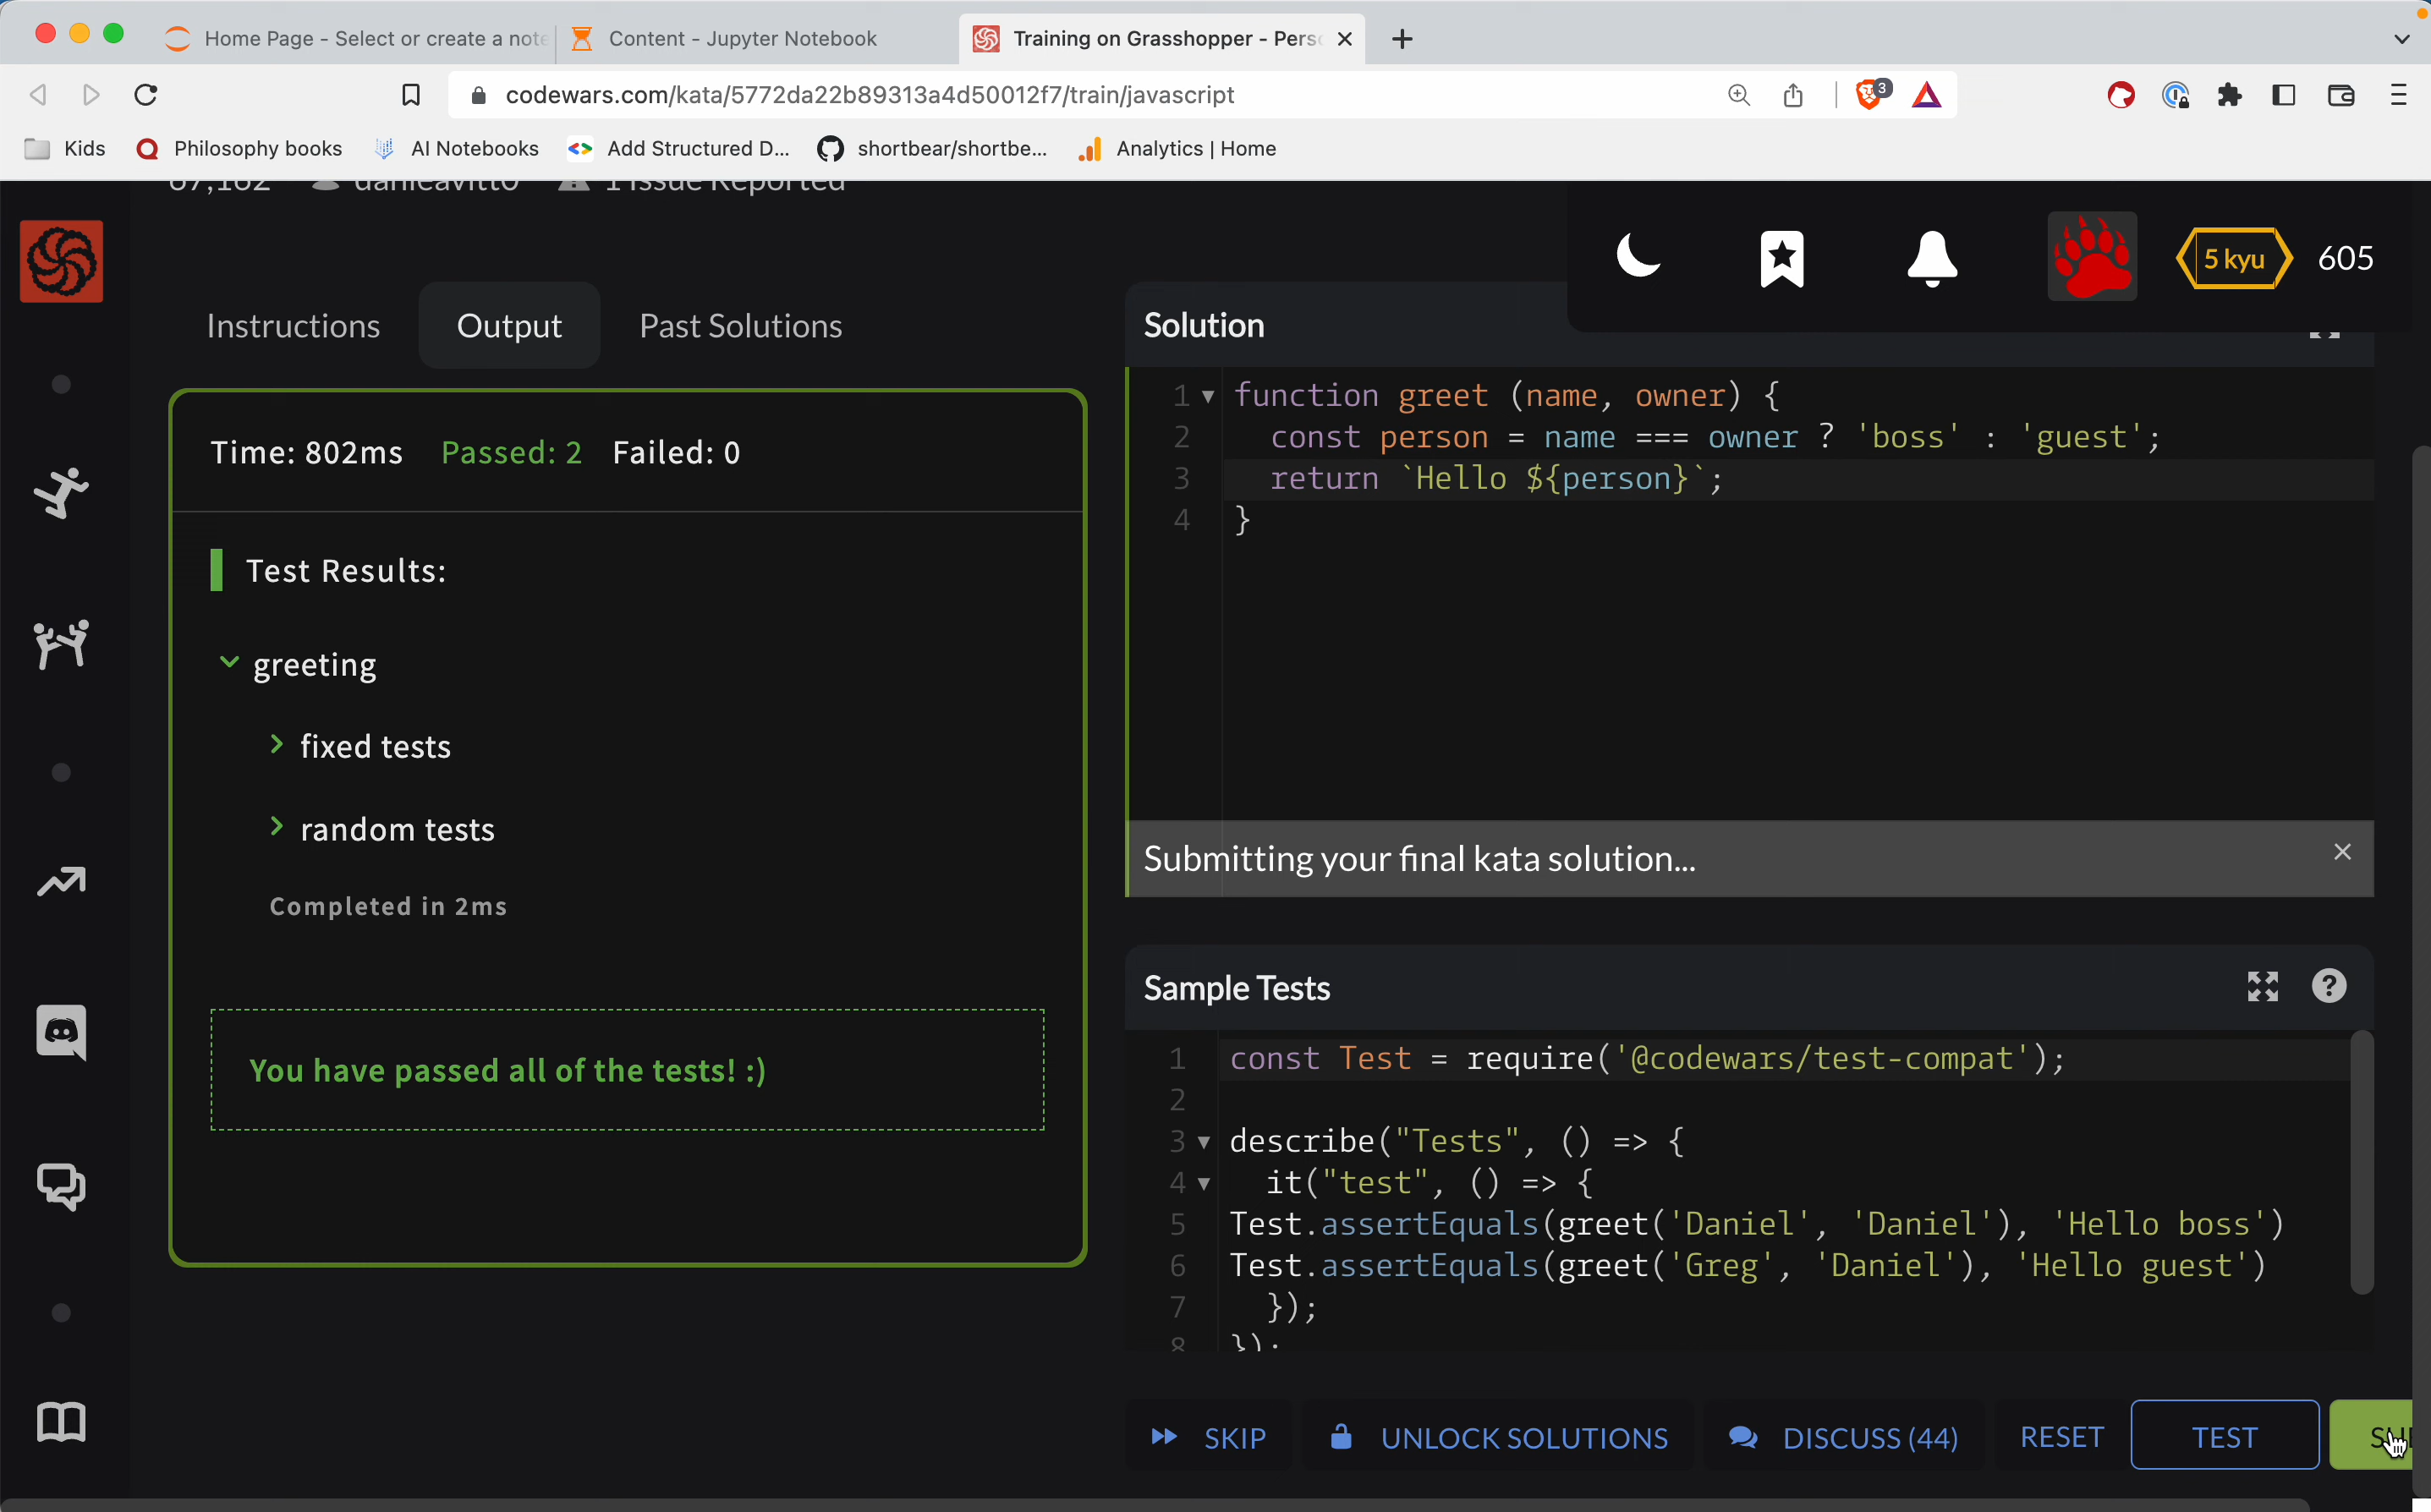 Home Page - Select or create a note
Content - Jupyter Notebook
Training on Grasshopper - Pers
codewars.com/kata/5772da22b89313a4d50012f7/train/javascript
3
Kids
Philosophy books
AI Notebooks
Add Structured D...
shortbear/shortbe...
Analytics | Home
1 Issue Reported
5 kyu
605
Instructions
Output
Past Solutions
Time: 802ms Passed: 2 Failed: 0
Test Results:
greeting
fixed tests
random tests
Completed in 2ms
You have passed all of the tests! :)
Solution
1 function greet (name, owner) {
2 const person = name === owner ? 'boss' : 'guest';
3 return `Hello ${person}`;
4 }
Submitting your final kata solution...
Sample Tests
1 const Test = require('@codewars/test-compat');
2
3 describe("Tests", () => {
4 it("test", () => {
5 Test.assertEquals(greet('Daniel', 'Daniel'), 'Hello boss')
6 Test.assertEquals(greet('Greg', 'Daniel'), 'Hello guest')
7 });
8 });
SKIP
UNLOCK SOLUTIONS
DISCUSS (44)
RESET
TEST